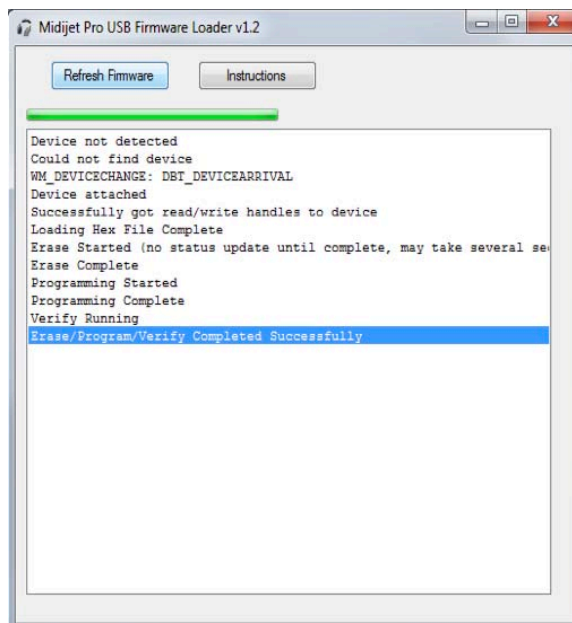 Midijet Pro USB Firmware Loader v1.2
Refresh Firmware Instructions
Device not detected
Could not find device
WM_DEVICECHANGE: DBT_DEVICEARRIVAL
Device attached
Successfully got read/write handles to device
Loading Hex File Complete
Erase Started (no status update until complete, may take several se
Erase Complete
Programming Started
Programming Complete
Verify Running
Erase/Program/Verify Completed Successfully